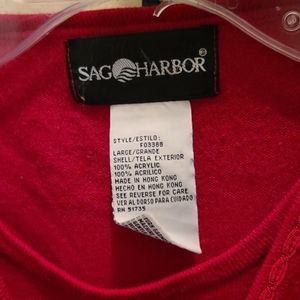 SAG HARBOR
STYLE/ESTILO:
F03368
LARGE/GRANDE
SHELL/TELA EXTERIOR
100% ACRYLIC
100% ACRILICO
MADE IN HONG KONG
HECHO EN HONG KONG
SEE REVERSE FOR CARE
VER AL DORSO PARA CUIDADO
RN 51735